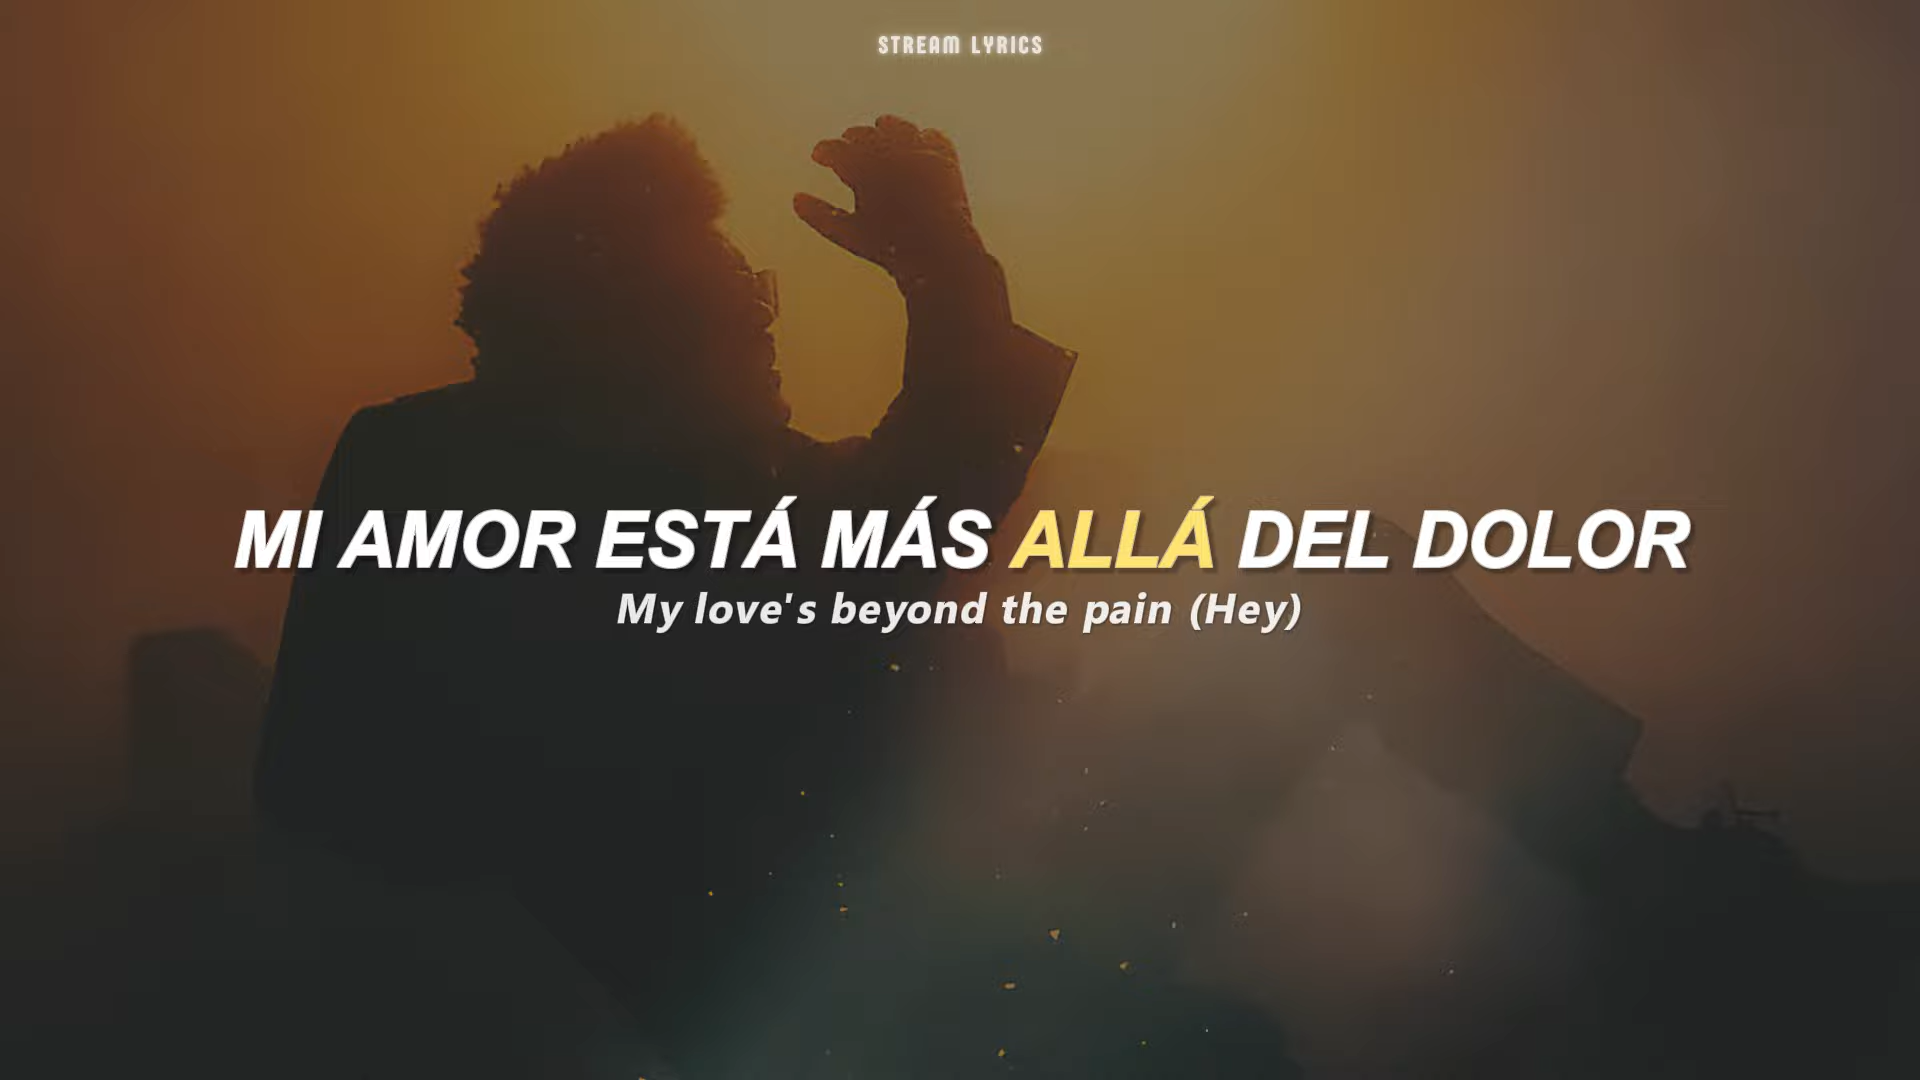 STREAM LYRICS
MI AMOR ESTÁ MÁS ALLÁ DEL DOLOR
My love's beyond the pain (Hey)